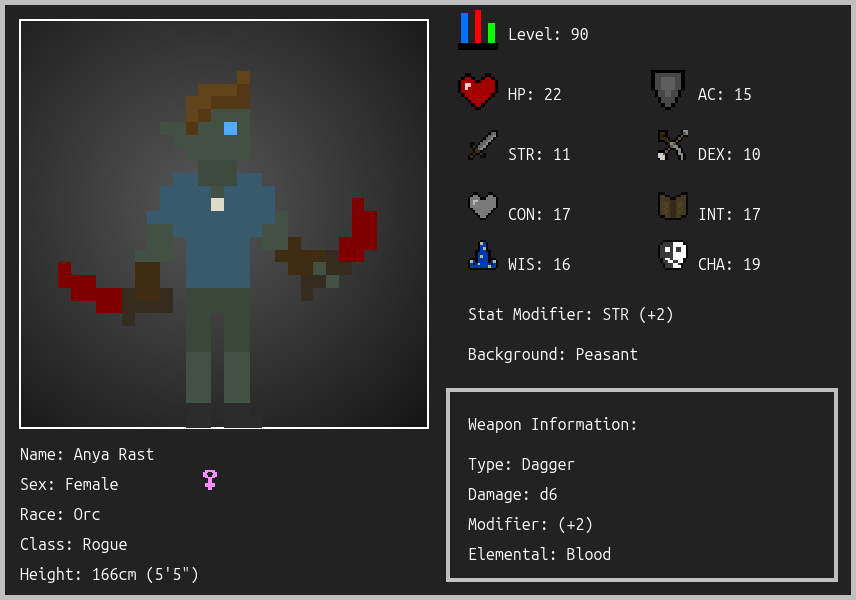 Level: 90
HP: 22
AC: 15
STR: 11
DEX: 10
CON: 17
INT: 17
WIS: 16
CHA: 19
Stat Modifier: STR (+2)
Background: Peasant
Weapon Information:
Type: Dagger
Damage: d6
Modifier: (+2)
Elemental: Blood
Name: Anya Rast
Sex: Female
Race: Orc
Class: Rogue
Height: 166cm (5'5")